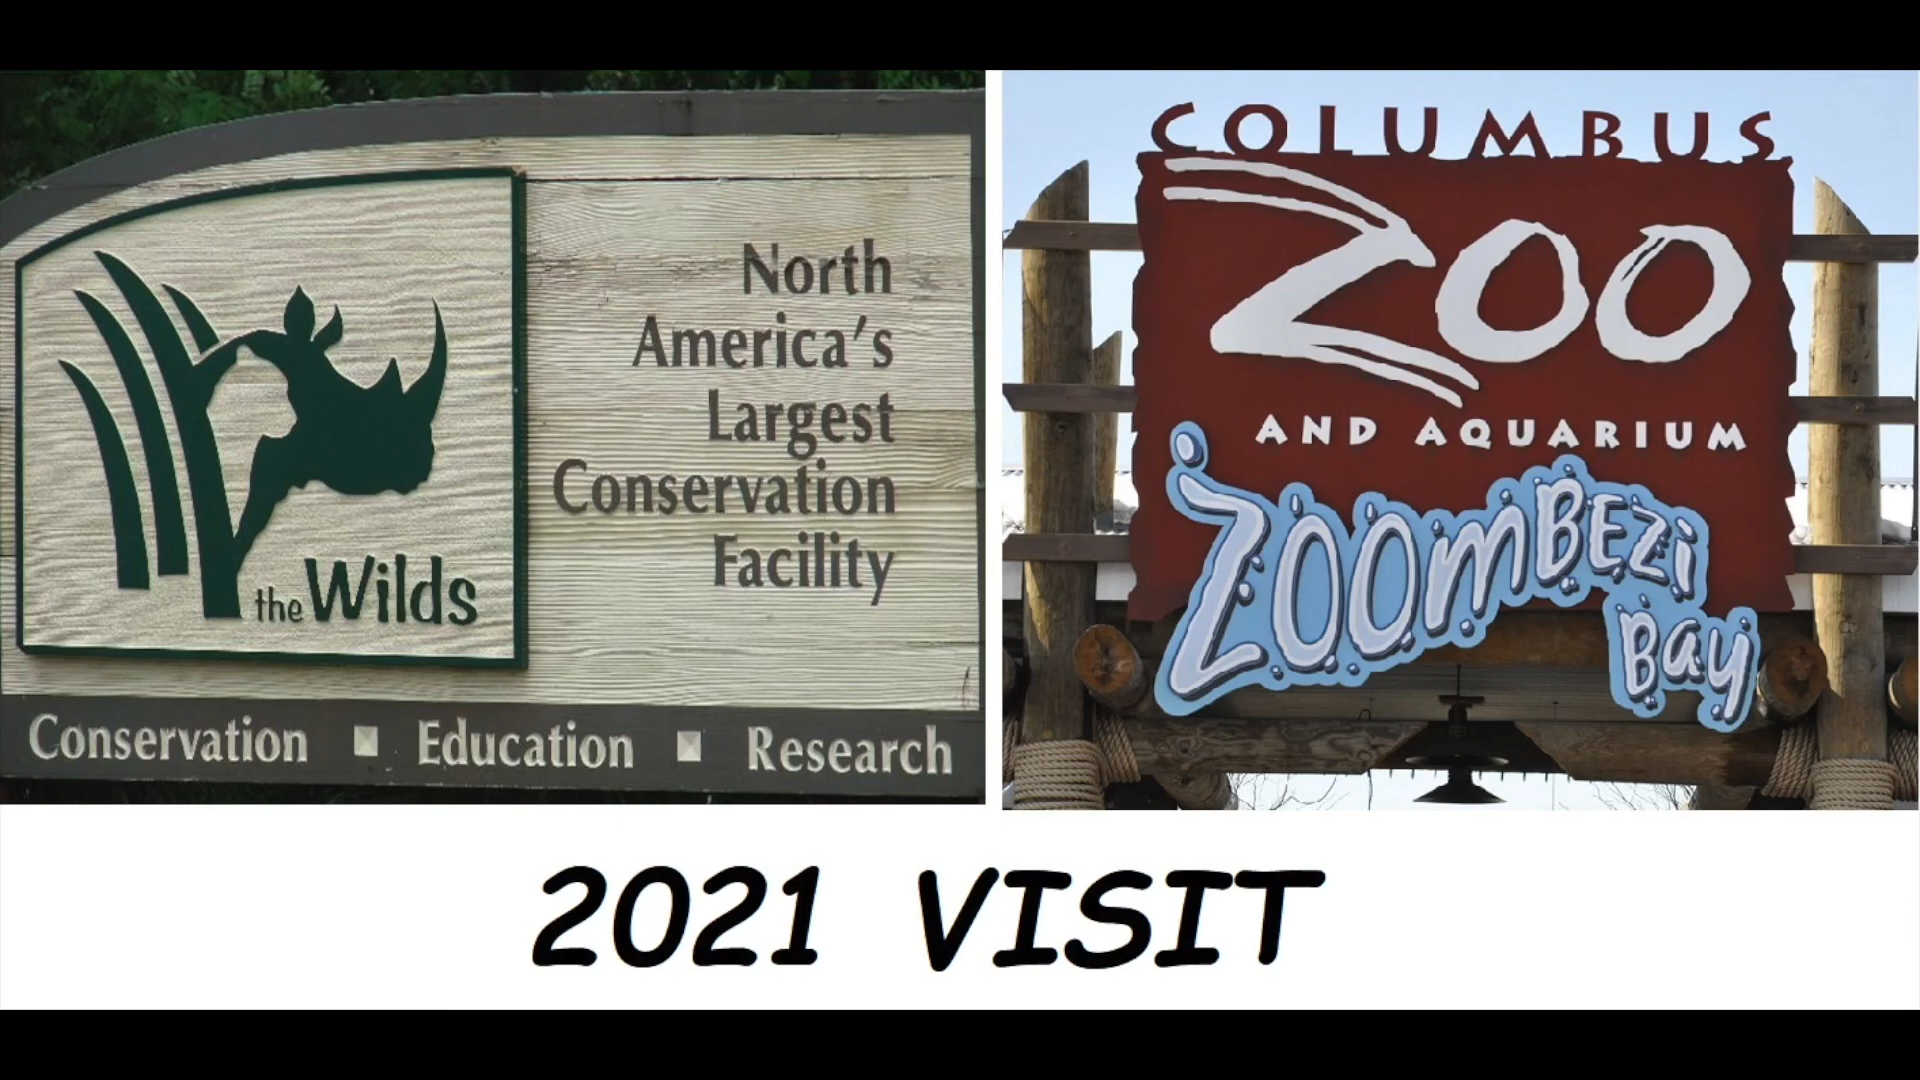 the Wilds
North
America's
Largest
Conservation
Facility
Conservation Education Research
COLUMBUS
ZOO
AND AQUARIUM
ZOOMBEZI
Bay
2021 VISIT